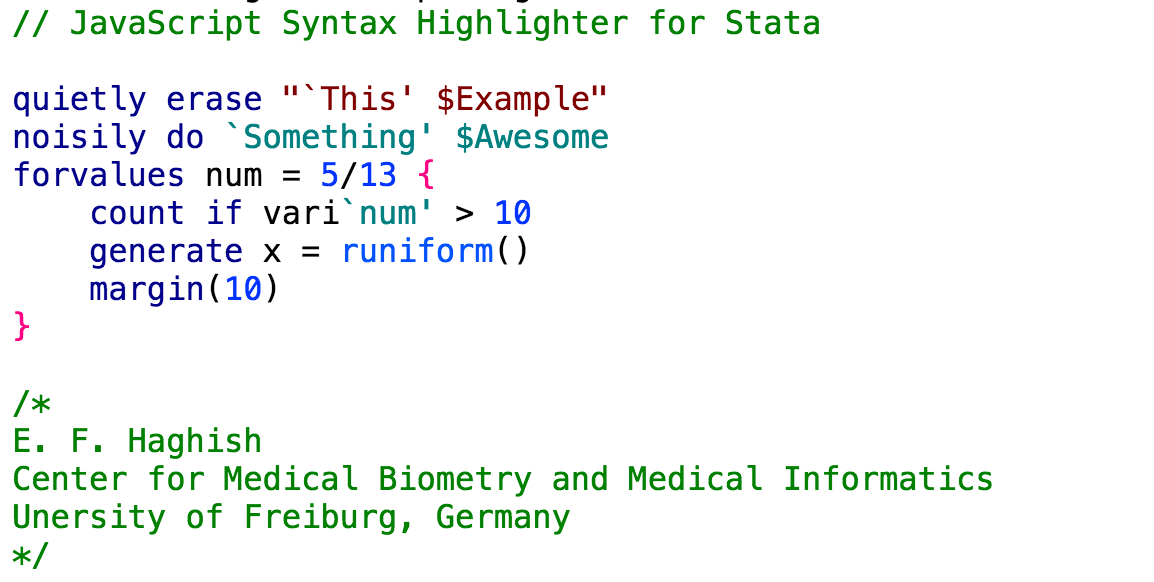 // JavaScript Syntax Highlighter for Stata
quietly erase "`This' $Example"
noisily do `Something' $Awesome
forvalues num = 5/13 {
    count if vari`num' > 10
    generate x = runiform()
    margin(10)
}
/*
E. F. Haghish
Center for Medical Biometry and Medical Informatics
Unersity of Freiburg, Germany
*/